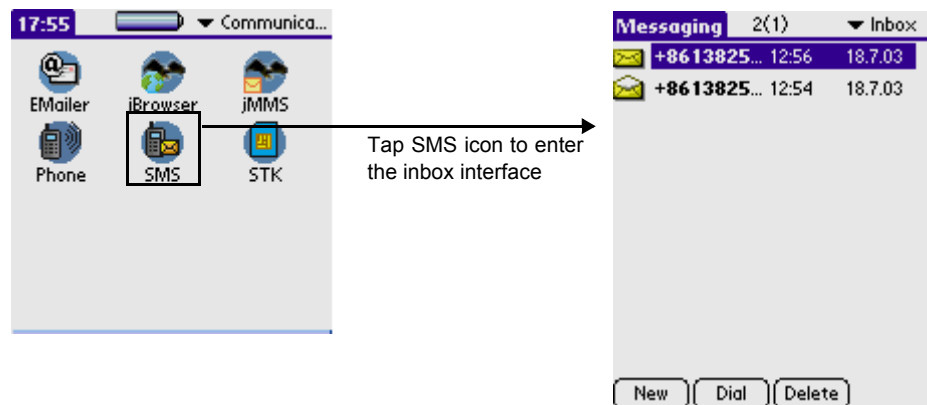 17:55 Communica...
EMailer iBrowser jMMS
Phone SMS STK
Tap SMS icon to enter
the inbox interface
Messaging 2(1) Inbox
+8613825... 12:56 18.7.03
+8613825... 12:54 18.7.03
New Dial Delete